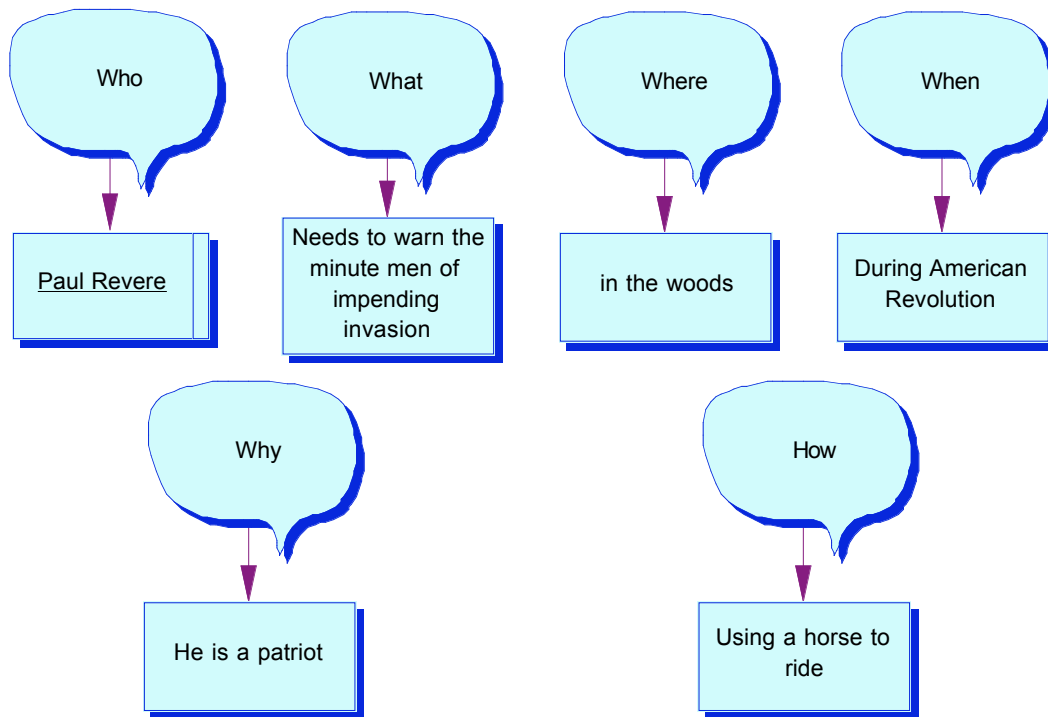 Who
What
Where
When
Paul Revere
Needs to warn the
minute men of
impending
invasion
in the woods
During American
Revolution
Why
How
He is a patriot
Using a horse to
ride